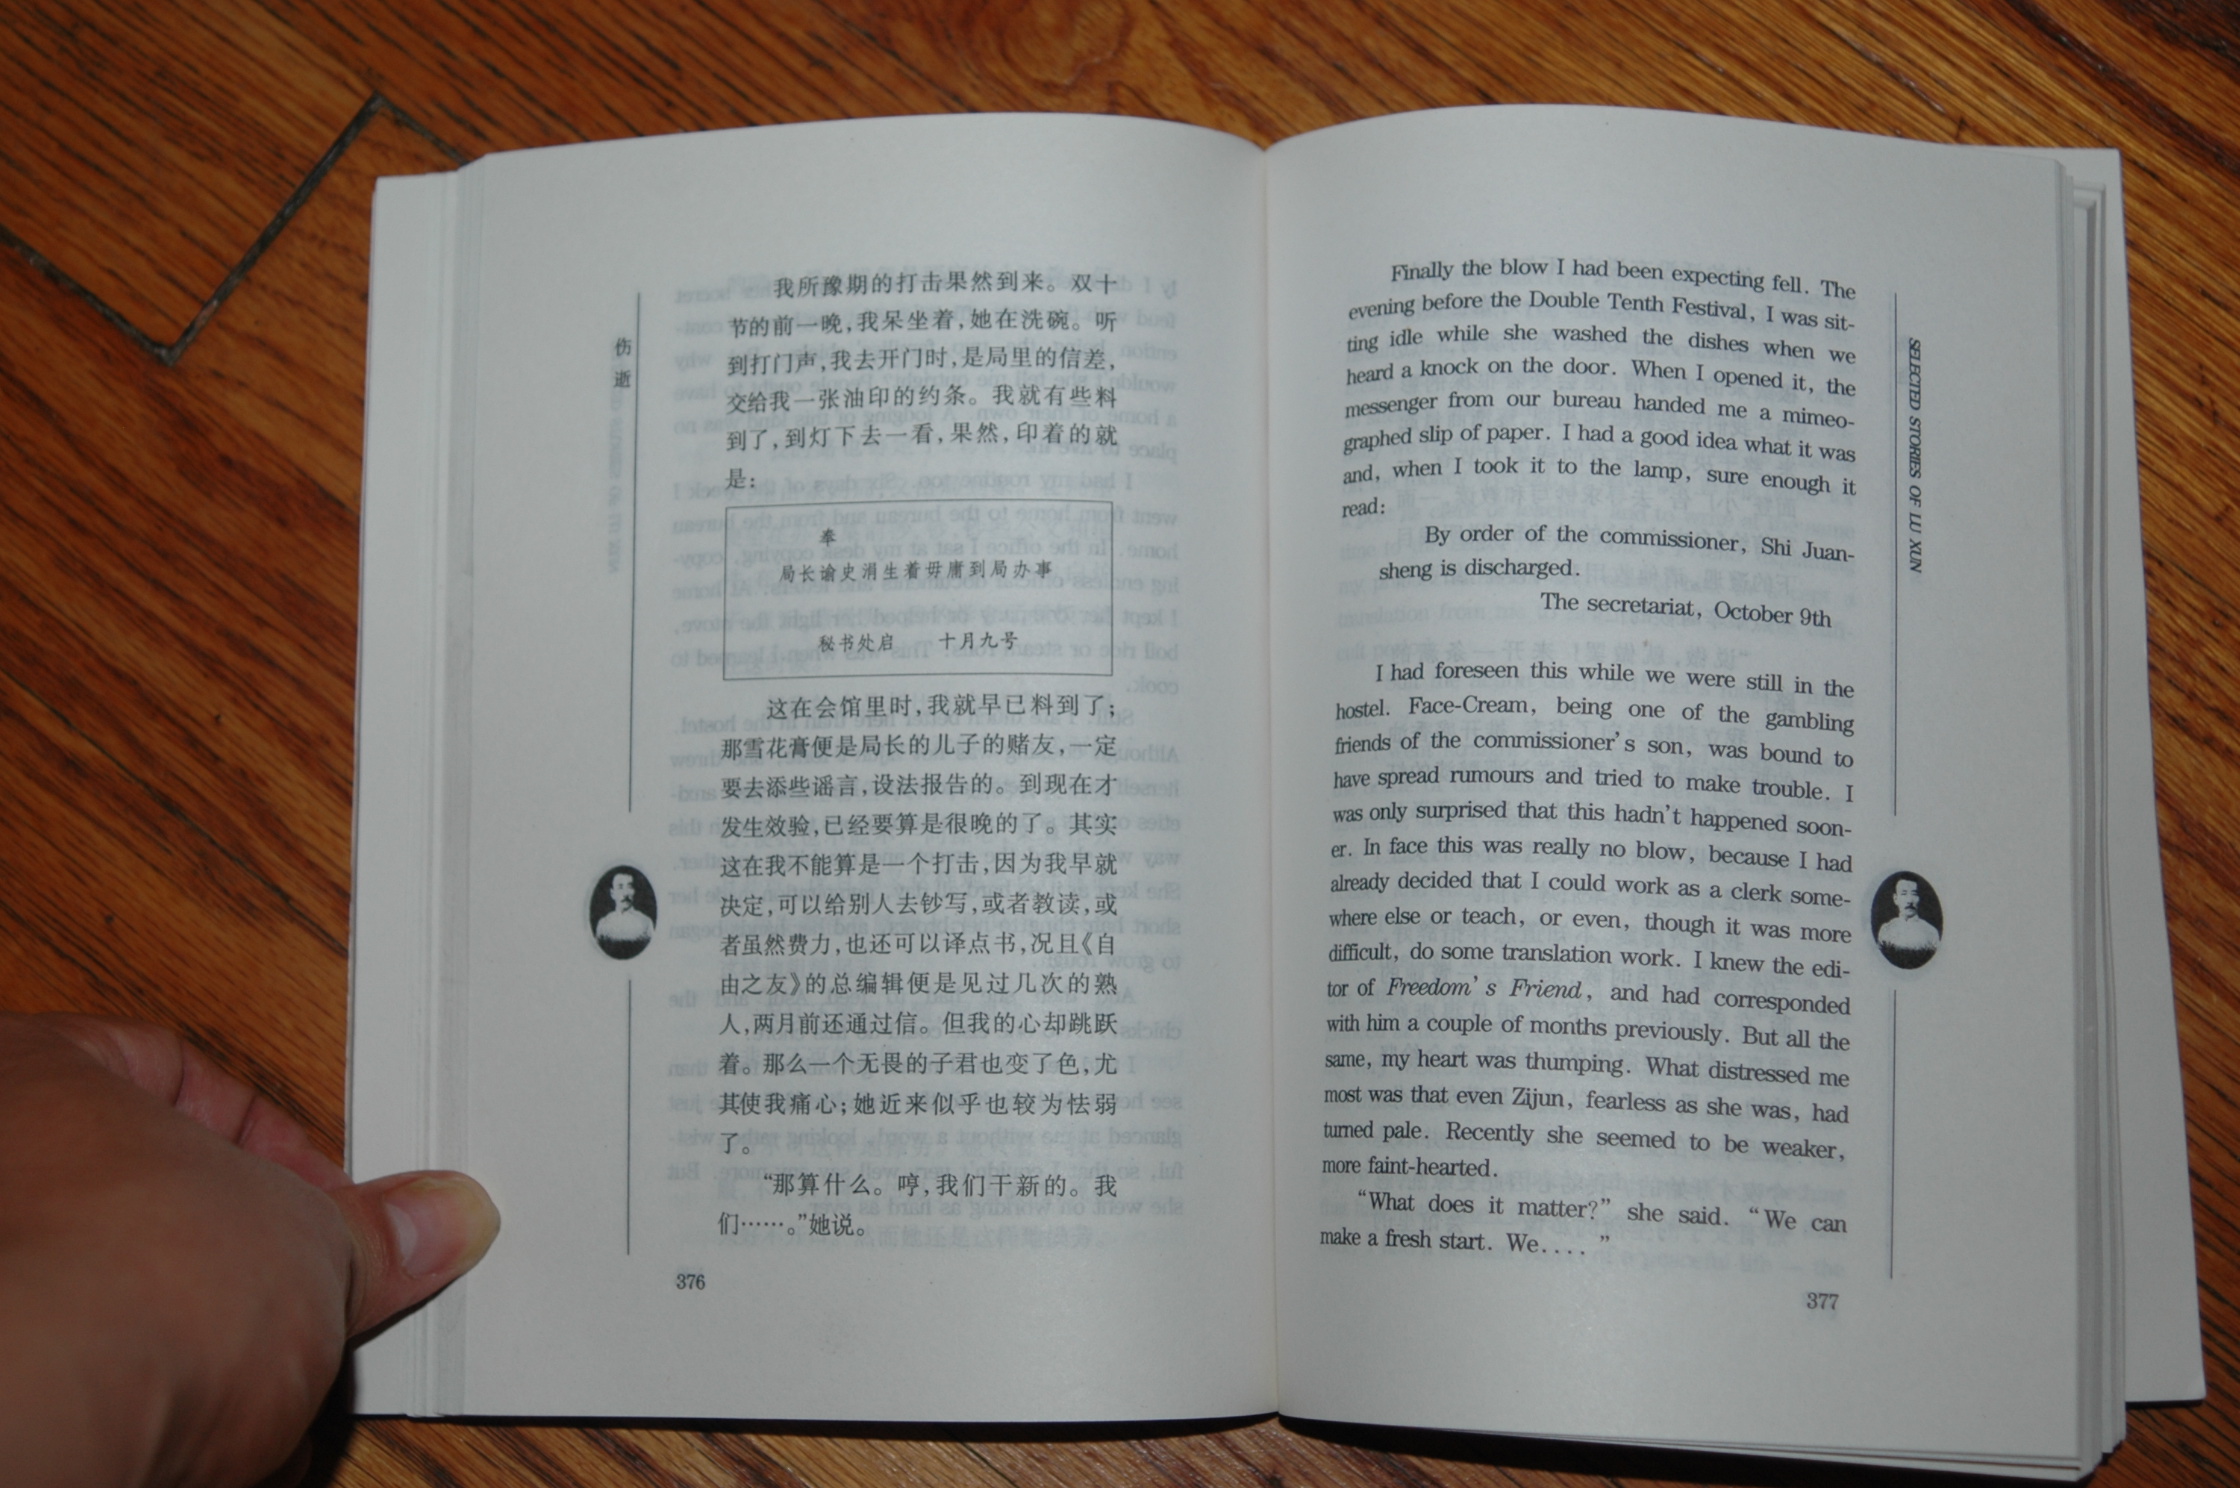 伤逝
我所豫期的打击果然到来。双十
节的前一晚,我呆坐着,她在洗碗。听
到打门声,我去开门时,是局里的信差,
交给我一张油印的约条。我就有些料
到了,到灯下去一看,果然,印着的就
是:
奉
局长谕史涓生着毋庸到局办事
秘书处启 十月九号
这在会馆里时,我就早已料到了;
那雪花膏便是局长的儿子的赌友,一定
要去添些谣言,设法报告的。到现在才
发生效验,已经要算是很晚的了。其实
这在我不能算是一个打击,因为我早就
决定,可以给别人去钞写,或者教读,或
者虽然费力,也还可以译点书,况且《自
由之友》的总编辑便是见过几次的熟
人,两月前还通过信。但我的心却跳跃
着。那么一个无畏的子君也变了色,尤
其使我痛心;她近来似乎也较为怯弱
了。
“那算什么。哼,我们干新的。我
们……。”她说。
376
Finally the blow I had been expecting fell. The
evening before the Double Tenth Festival, I was sit-
ting idle while she washed the dishes when we
heard a knock on the door. When I opened it, the
messenger from our bureau handed me a mimeo-
graphed slip of paper. I had a good idea what it was
and, when I took it to the lamp, sure enough it
read:
By order of the commissioner, Shi Juan-
sheng is discharged.
The secretariat, October 9th
I had foreseen this while we were still in the
hostel. Face-Cream, being one of the gambling
friends of the commissioner's son, was bound to
have spread rumours and tried to make trouble. I
was only surprised that this hadn't happened soon-
er. In face this was really no blow, because I had
already decided that I could work as a clerk some-
where else or teach, or even, though it was more
difficult, do some translation work. I knew the edi-
tor of Freedom's Friend, and had corresponded
with him a couple of months previously. But all the
same, my heart was thumping. What distressed me
most was that even Zijun, fearless as she was, had
turned pale. Recently she seemed to be weaker,
more faint-hearted.
“What does it matter?” she said. “We can
make a fresh start. We.... ”
377
SELECTED STORIES OF LU XUN